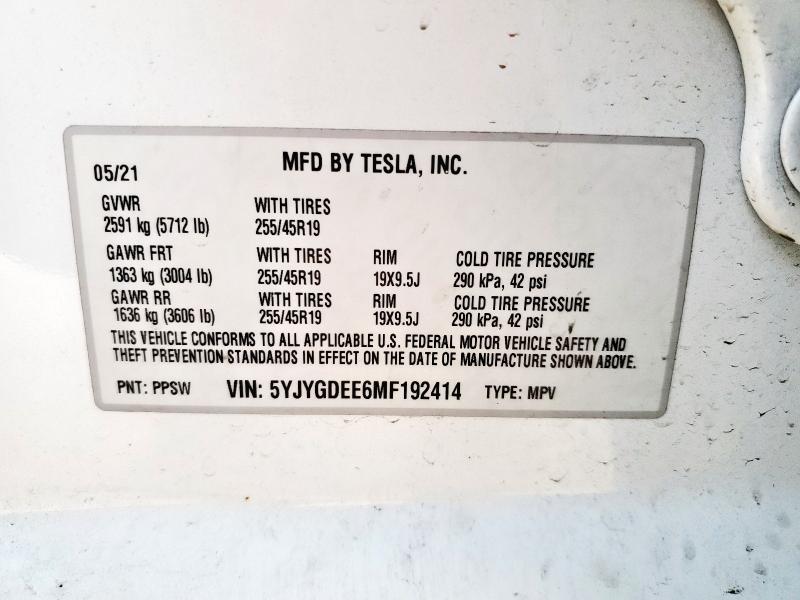 05/21 MFD BY TESLA, INC.
GVWR WITH TIRES
2591 kg (5712 lb) 255/45R19
GAWR FRT WITH TIRES RIM COLD TIRE PRESSURE
1363 kg (3004 lb) 255/45R19 19X9.5J 290 kPa, 42 psi
GAWR RR WITH TIRES RIM COLD TIRE PRESSURE
1636 kg (3606 lb) 255/45R19 19X9.5J 290 kPa, 42 psi
THIS VEHICLE CONFORMS TO ALL APPLICABLE U.S. FEDERAL MOTOR VEHICLE SAFETY AND
THEFT PREVENTION STANDARDS IN EFFECT ON THE DATE OF MANUFACTURE SHOWN ABOVE.
PNT: PPSW VIN: 5YJYGDEE6MF192414 TYPE: MPV